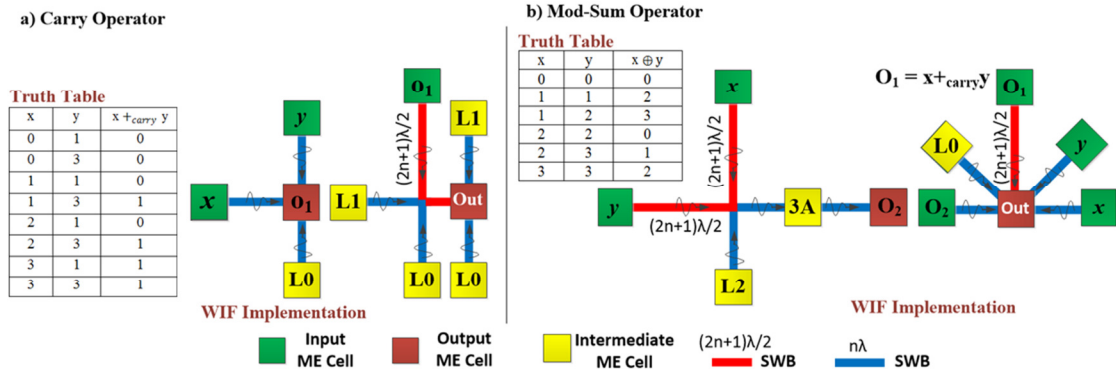 a) Carry Operator
Truth Table
x y x +carry y
0 1 0
0 3 0
1 1 0
1 3 1
2 1 0
2 3 1
3 1 1
3 3 1
y
x
o1
L0
o1
(2n+1)λ/2
L1
L1
Out
L0
L0
WIF Implementation
b) Mod-Sum Operator
Truth Table
x y x ⊕ y
0 0 0
1 1 2
1 2 3
2 2 0
2 3 1
3 3 2
x
(2n+1)λ/2
y
(2n+1)λ/2
3A
O2
L2
O1 = x+carryy
O1
(2n+1)λ/2
L0
y
O2
Out
x
WIF Implementation
Input
ME Cell
Output
ME Cell
Intermediate
ME Cell
(2n+1)λ/2
SWB
nλ
SWB